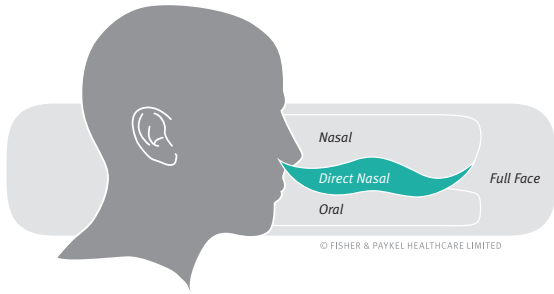 Nasal
Direct Nasal
Full Face
Oral
© FISHER & PAYKEL HEALTHCARE LIMITED